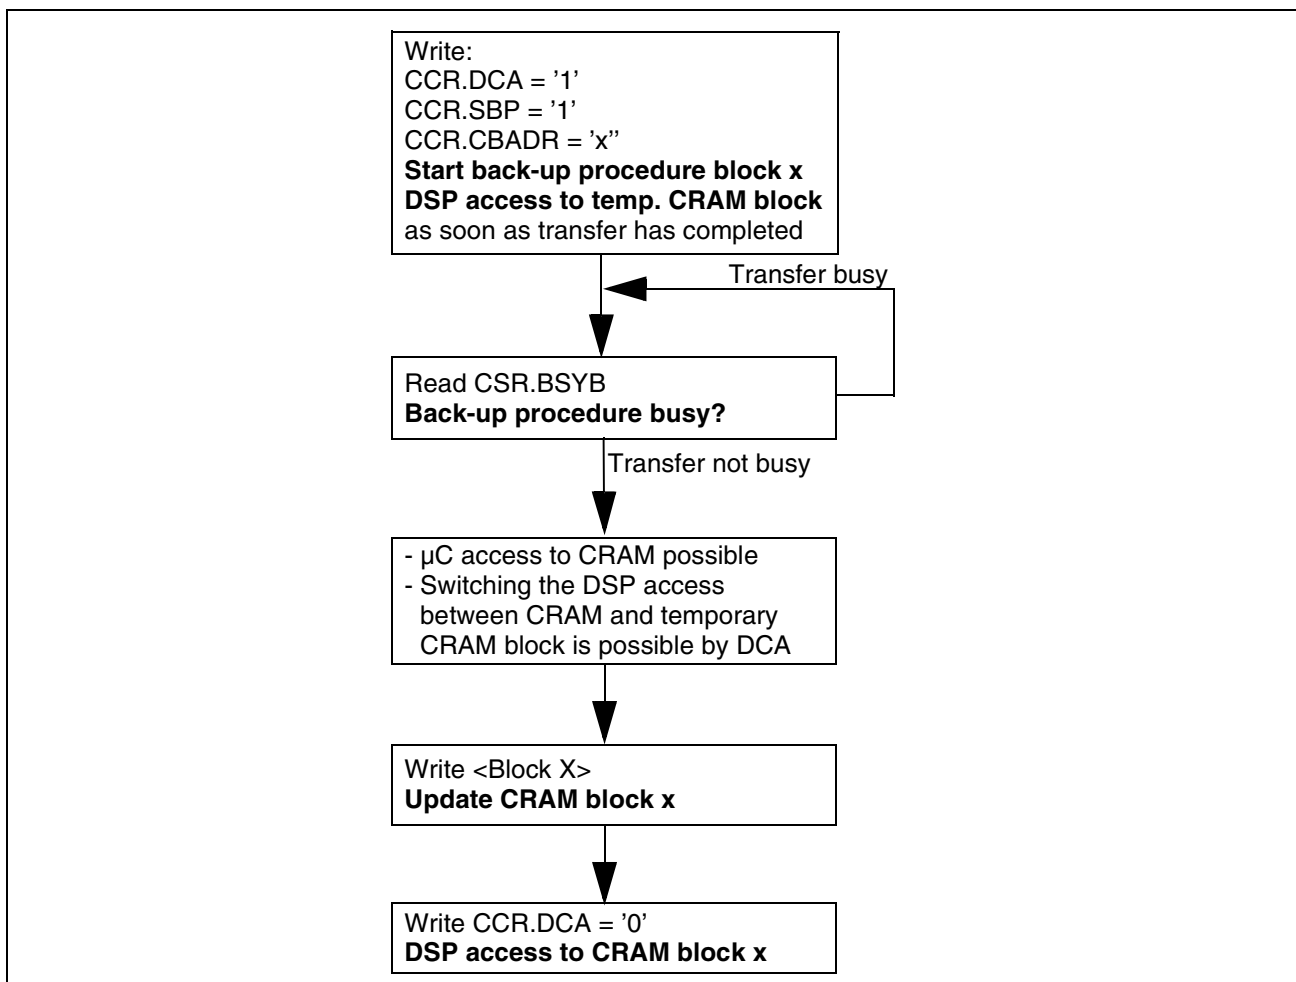 Write:
CCR.DCA = ’1’
CCR.SBP = ’1’
CCR.CBADR = ’x’’
Start back-up procedure block x
DSP access to temp. CRAM block
as soon as transfer has completed
Transfer busy
Read CSR.BSYB
Back-up procedure busy?
Transfer not busy
- µC access to CRAM possible
- Switching the DSP access
between CRAM and temporary
CRAM block is possible by DCA
Write <Block X>
Update CRAM block x
Write CCR.DCA = ’0’
DSP access to CRAM block x